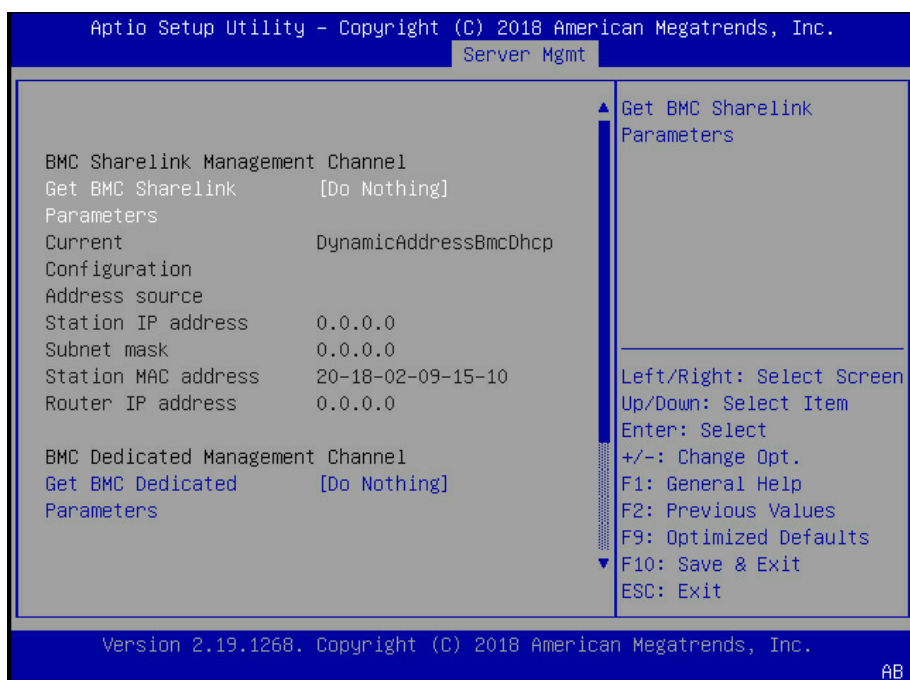 Aptio Setup Utility – Copyright (C) 2018 American Megatrends, Inc.
Server Mgmt
BMC Sharelink Management Channel
Get BMC Sharelink [Do Nothing]
Parameters
Current DynamicAddressBmcDhcp
Configuration
Address source
Station IP address 0.0.0.0
Subnet mask 0.0.0.0
Station MAC address 20-18-02-09-15-10
Router IP address 0.0.0.0
BMC Dedicated Management Channel
Get BMC Dedicated [Do Nothing]
Parameters
Get BMC Sharelink
Parameters
Left/Right: Select Screen
Up/Down: Select Item
Enter: Select
+/-: Change Opt.
F1: General Help
F2: Previous Values
F9: Optimized Defaults
F10: Save & Exit
ESC: Exit
Version 2.19.1268. Copyright (C) 2018 American Megatrends, Inc.
AB